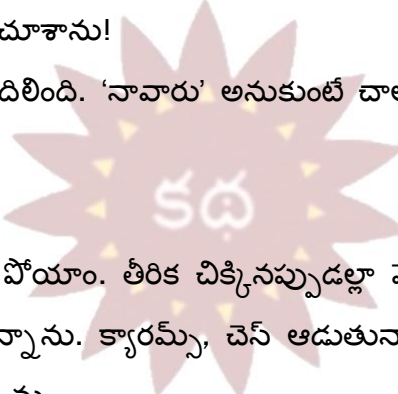 చూశాను!
దిలింది. ‘నావారు’ అనుకుంటే చాల
కథ
పోయాం. తీరిక చిక్కినప్పుడల్లా
న్నాను. క్యారమ్స్, చెస్ ఆడుతున్నా